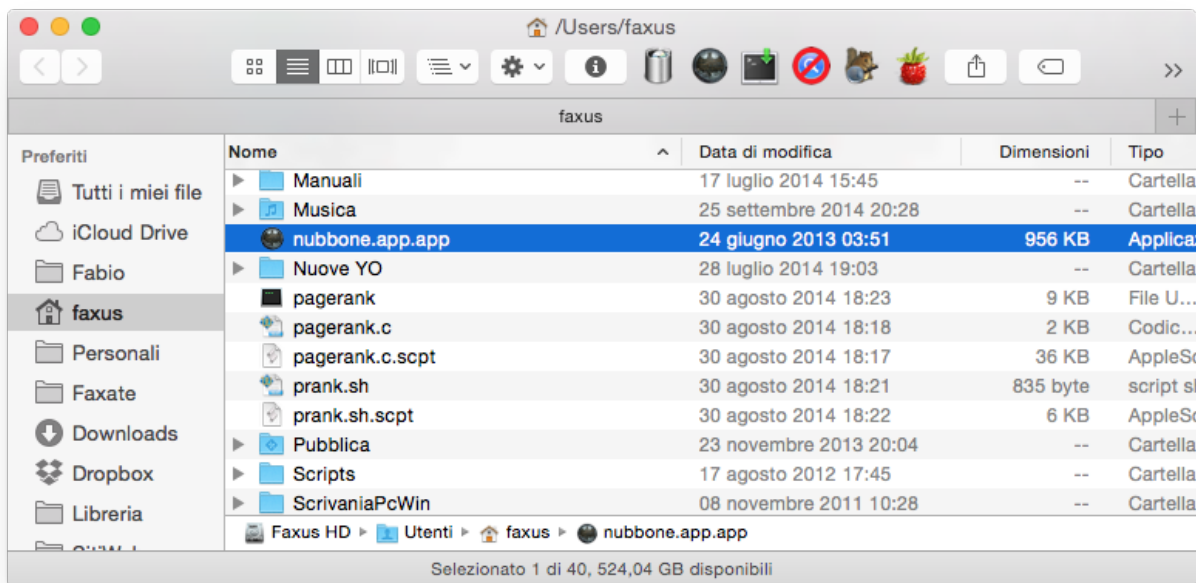 /Users/faxus
faxus
Preferiti
Tutti i miei file
iCloud Drive
Fabio
faxus
Personali
Faxate
Downloads
Dropbox
Libreria
Nome Data di modifica Dimensioni Tipo
Manuali 17 luglio 2014 15:45 -- Cartella
Musica 25 settembre 2014 20:28 -- Cartella
nubbone.app.app 24 giugno 2013 03:51 956 KB Applica
Nuove YO 28 luglio 2014 19:03 -- Cartella
pagerank 30 agosto 2014 18:23 9 KB File U...
pagerank.c 30 agosto 2014 18:18 2 KB Codic...
pagerank.c.scpt 30 agosto 2014 18:17 36 KB AppleSc
prank.sh 30 agosto 2014 18:21 835 byte script sl
prank.sh.scpt 30 agosto 2014 18:22 6 KB AppleSc
Pubblica 23 novembre 2013 20:04 -- Cartella
Scripts 17 agosto 2012 17:45 -- Cartella
ScrivaniaPcWin 08 novembre 2011 10:28 -- Cartella
Faxus HD Utenti faxus nubbone.app.app
Selezionato 1 di 40, 524,04 GB disponibili